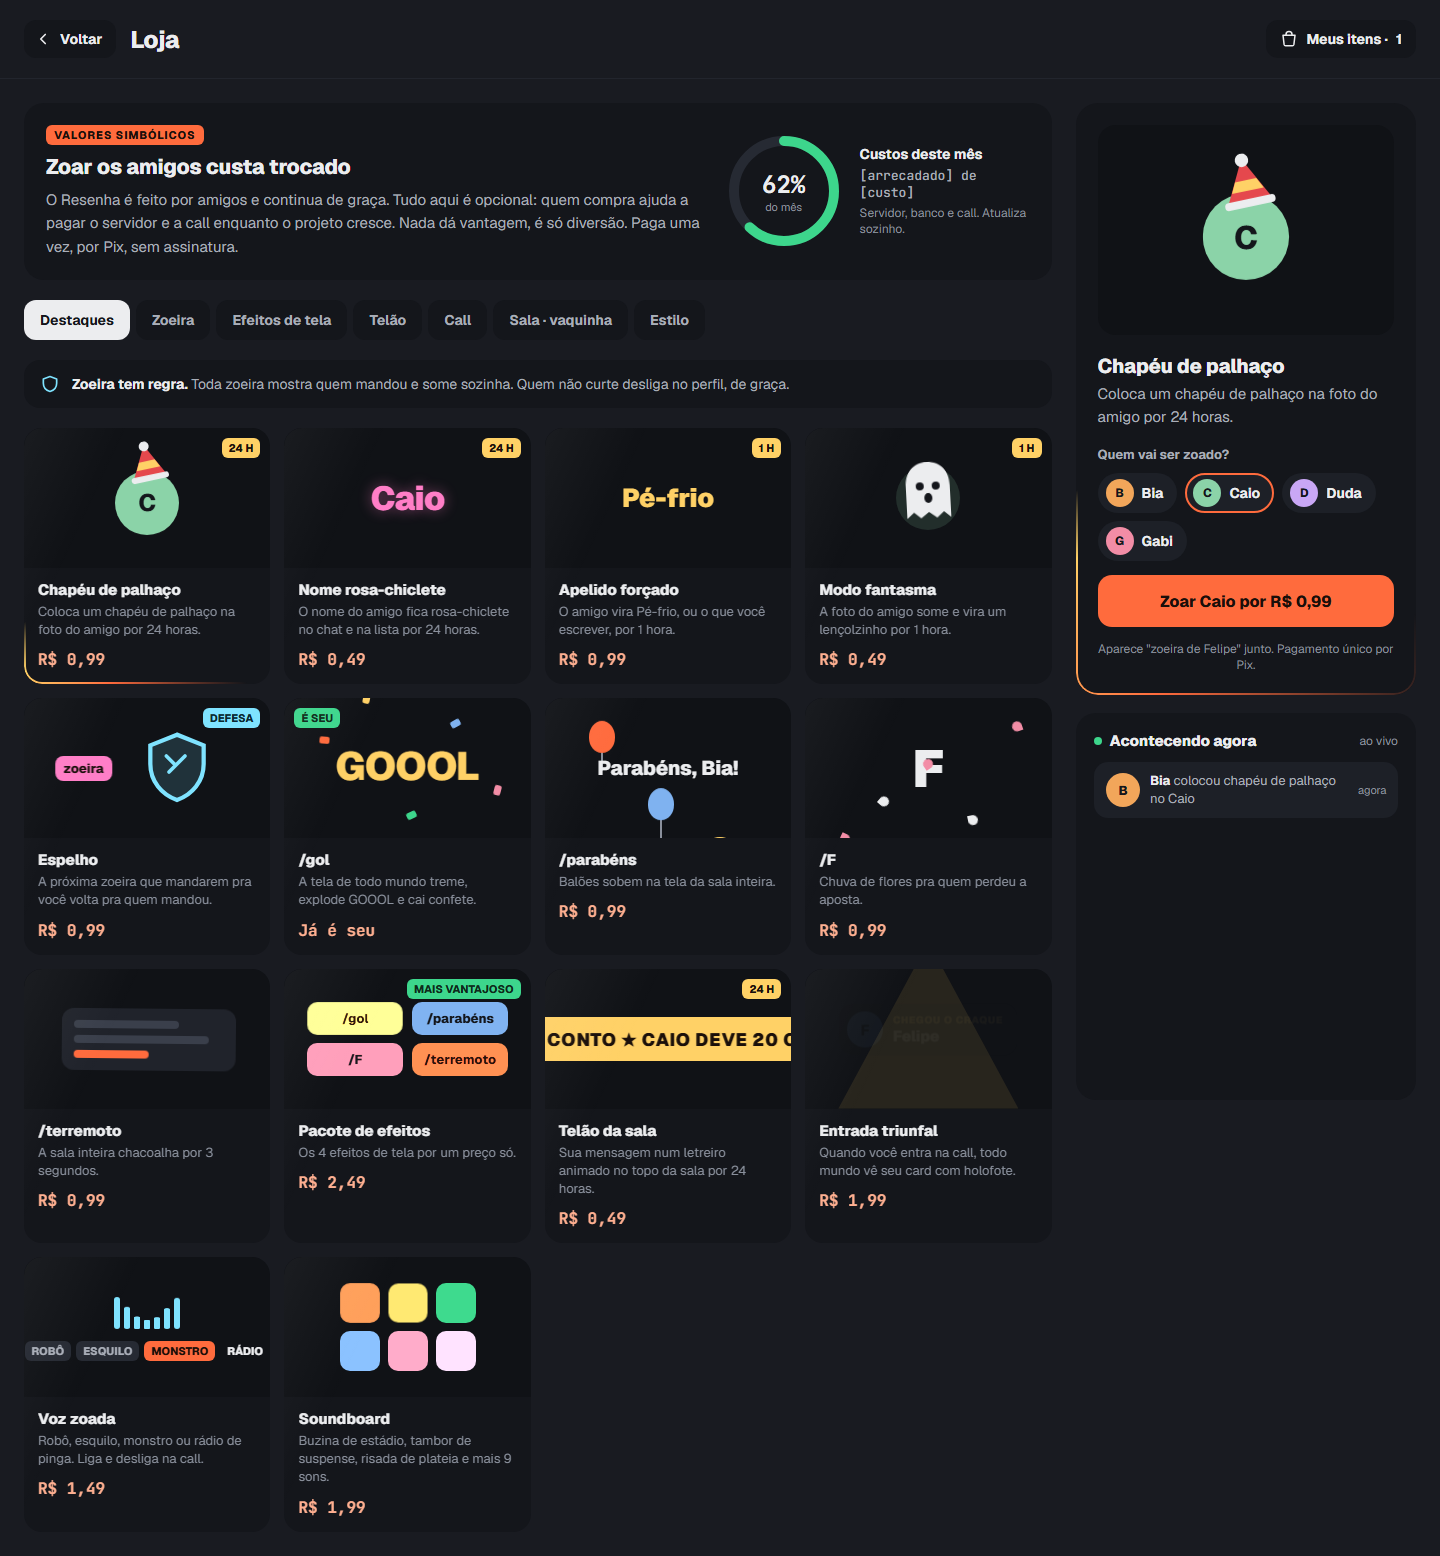 Voltar
Loja
Meus itens · 1
VALORES SIMBÓLICOS
Zoar os amigos custa trocado
O Resenha é feito por amigos e continua de graça. Tudo aqui é opcional: quem compra ajuda a
pagar o servidor e a call enquanto o projeto cresce. Nada dá vantagem, é só diversão. Paga uma
vez, por Pix, sem assinatura.
62%
do mês
Custos deste mês
[arrecadado] de
[custo]
Servidor, banco e call. Atualiza
sozinho.
Destaques
Zoeira
Efeitos de tela
Telão
Call
Sala · vaquinha
Estilo
Zoeira tem regra. Toda zoeira mostra quem mandou e some sozinha. Quem não curte desliga no perfil, de graça.
24 H
C
Chapéu de palhaço
Coloca um chapéu de palhaço na
foto do amigo por 24 horas.
R$ 0,99
24 H
Caio
Nome rosa-chiclete
O nome do amigo fica rosa-chiclete
no chat e na lista por 24 horas.
R$ 0,49
1 H
Pé-frio
Apelido forçado
O amigo vira Pé-frio, ou o que você
escrever, por 1 hora.
R$ 0,99
1 H
Modo fantasma
A foto do amigo some e vira um
lençolzinho por 1 hora.
R$ 0,49
DEFESA
zoeira
Espelho
A próxima zoeira que mandarem pra
você volta pra quem mandou.
R$ 0,99
É SEU
GOOOL
/gol
A tela de todo mundo treme,
explode GOOOL e cai confete.
Já é seu
Parabéns, Bia!
/parabéns
Balões sobem na tela da sala inteira.
R$ 0,99
F
/F
Chuva de flores pra quem perdeu a
aposta.
R$ 0,99
/terremoto
A sala inteira chacoalha por 3
segundos.
R$ 0,99
MAIS VANTAJOSO
/gol
/parabéns
/F
/terremoto
Pacote de efeitos
Os 4 efeitos de tela por um preço só.
R$ 2,49
24 H
CONTO ★ CAIO DEVE 20 C
Telão da sala
Sua mensagem num letreiro
animado no topo da sala por 24
horas.
R$ 0,49
F
CHEGOU O CRAQUE
Felipe
Entrada triunfal
Quando você entra na call, todo
mundo vê seu card com holofote.
R$ 1,99
ROBÔ
ESQUILO
MONSTRO
RÁDIO
Voz zoada
Robô, esquilo, monstro ou rádio de
pinga. Liga e desliga na call.
R$ 1,49
Soundboard
Buzina de estádio, tambor de
suspense, risada de plateia e mais 9
sons.
R$ 1,99
C
Chapéu de palhaço
Coloca um chapéu de palhaço na foto do
amigo por 24 horas.
Quem vai ser zoado?
B Bia
C Caio
D Duda
G Gabi
Zoar Caio por R$ 0,99
Aparece "zoeira de Felipe" junto. Pagamento único por
Pix.
Acontecendo agora
ao vivo
B
Bia colocou chapéu de palhaço
no Caio
agora